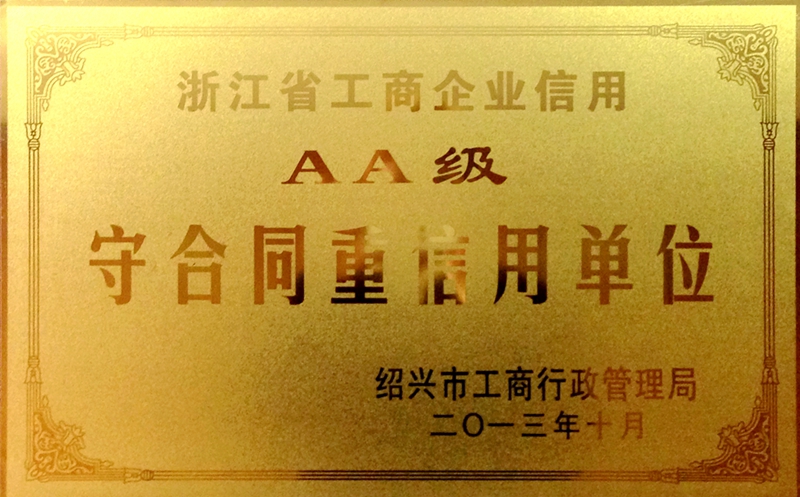 浙江省工商企业信用
AA级
守合同重信用单位
绍兴市工商行政管理局
二〇一三年十月